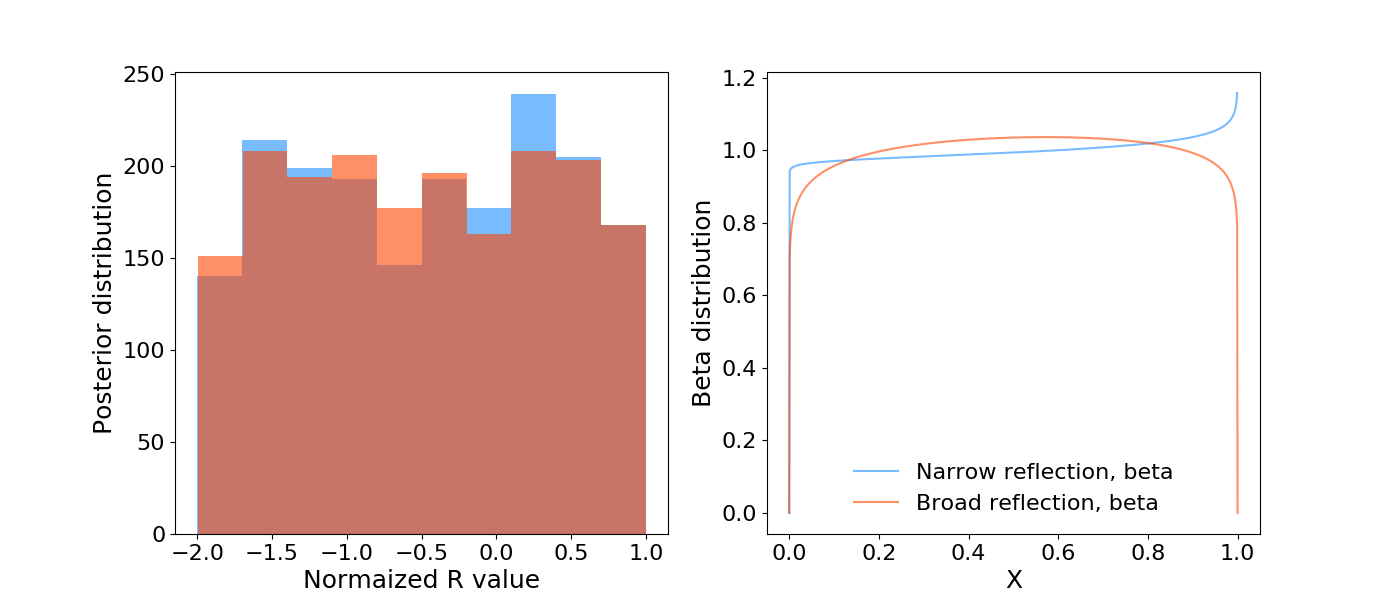 Posterior distribution
250
200
150
100
50
0
−2.0 −1.5 −1.0 −0.5 0.0 0.5 1.0
Normaized R value
Beta distribution
1.2
1.0
0.8
0.6
0.4
0.2
0.0
Narrow reflection, beta
Broad reflection, beta
0.0 0.2 0.4 0.6 0.8 1.0
X